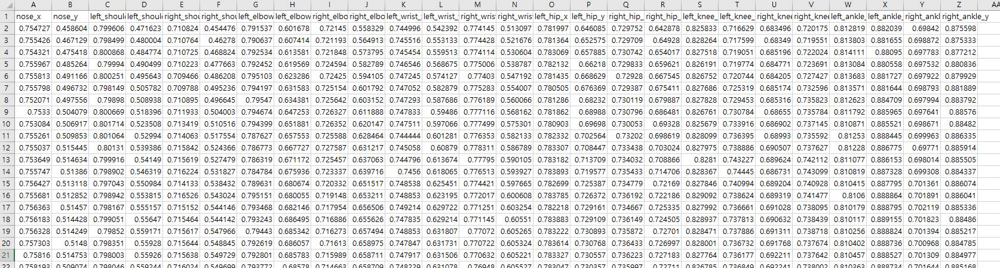 A B C D E F G H I J K L M N O P Q R S T U V W X Y Z AA
1 nose_x nose_y left_should left_should right_shou right_shou left_elbow left_elbow right_elbo right_elbo left_wrist_ left_wrist_ right_wris right_wris left_hip_x left_hip_y right_hip_ right_hip_ left_knee_ left_knee_ right_knee right_knee left_ankle_ left_ankle_ right_ankl right_ankle_y
2 0.754727 0.458604 0.799606 0.471623 0.710824 0.454476 0.791537 0.601678 0.72145 0.558329 0.744996 0.542392 0.774145 0.513097 0.781997 0.646085 0.729752 0.642878 0.825833 0.716629 0.683496 0.720175 0.812819 0.882039 0.69842 0.875598
3 0.755426 0.467129 0.798499 0.480004 0.710764 0.46278 0.790637 0.607414 0.721193 0.564913 0.745516 0.553133 0.774428 0.521676 0.781364 0.652575 0.729709 0.64928 0.828264 0.717599 0.68349 0.719551 0.813803 0.881655 0.698872 0.875333
4 0.754321 0.475418 0.800868 0.484774 0.710725 0.468824 0.792534 0.613581 0.721848 0.573795 0.745454 0.559513 0.774114 0.530604 0.783069 0.657885 0.730742 0.654017 0.827518 0.719051 0.685196 0.722024 0.814111 0.88095 0.697783 0.877212
5 0.755967 0.485264 0.79994 0.490499 0.710223 0.477663 0.792452 0.619569 0.724594 0.582789 0.746546 0.568675 0.775006 0.538787 0.782132 0.66218 0.729833 0.659621 0.826191 0.719774 0.684771 0.723691 0.813084 0.880558 0.697532 0.880836
6 0.755813 0.491166 0.800251 0.495643 0.709466 0.486208 0.795103 0.623286 0.72425 0.594105 0.747245 0.574127 0.77403 0.547192 0.781435 0.668629 0.72928 0.667545 0.826752 0.720744 0.684205 0.727427 0.813683 0.881727 0.697922 0.879929
7 0.755798 0.496732 0.798149 0.505782 0.709788 0.495236 0.794197 0.631583 0.725154 0.601792 0.747052 0.582879 0.775283 0.554007 0.780505 0.676369 0.729387 0.675411 0.827686 0.725319 0.685174 0.732596 0.813571 0.881644 0.698793 0.881889
8 0.752071 0.497556 0.79898 0.508938 0.710895 0.496645 0.79547 0.634381 0.725642 0.603152 0.747293 0.587686 0.776189 0.560066 0.781286 0.68232 0.730119 0.679887 0.827828 0.729453 0.685316 0.735823 0.812623 0.884709 0.697994 0.883792
9 0.7533 0.504079 0.800669 0.518396 0.711933 0.504003 0.794674 0.647253 0.726327 0.611888 0.747833 0.59486 0.777116 0.568162 0.781862 0.68988 0.730796 0.686481 0.826761 0.730784 0.68655 0.735784 0.811792 0.885965 0.697641 0.88576
10 0.753084 0.506917 0.801714 0.523508 0.713419 0.510516 0.794399 0.651881 0.726352 0.620147 0.747511 0.597066 0.777499 0.575301 0.780903 0.69698 0.730053 0.69328 0.825679 0.733916 0.686902 0.737145 0.810871 0.885521 0.698671 0.88482
11 0.755261 0.509853 0.801064 0.52994 0.714063 0.517554 0.787627 0.657553 0.725588 0.628464 0.744444 0.601281 0.776353 0.582133 0.782332 0.702564 0.73202 0.698619 0.828099 0.736395 0.68993 0.735592 0.81253 0.888445 0.699963 0.886335
12 0.755037 0.515445 0.80131 0.539386 0.715842 0.524366 0.786773 0.667727 0.727587 0.631217 0.745058 0.60879 0.778311 0.586789 0.783307 0.708447 0.733438 0.703024 0.827975 0.738886 0.690507 0.737627 0.81228 0.886775 0.69771 0.885914
13 0.753649 0.514634 0.799916 0.54149 0.715619 0.527479 0.786319 0.671172 0.725457 0.637063 0.744796 0.613674 0.77795 0.590105 0.783182 0.713709 0.734032 0.708866 0.8281 0.743227 0.689624 0.742112 0.811077 0.886153 0.698014 0.885505
14 0.755747 0.51386 0.798902 0.546319 0.716224 0.531827 0.784784 0.675936 0.723337 0.639716 0.7456 0.618065 0.776513 0.593927 0.783893 0.719577 0.735433 0.714706 0.828367 0.74445 0.686731 0.743099 0.810819 0.887328 0.699308 0.884337
15 0.756427 0.513118 0.797043 0.550984 0.714133 0.538432 0.789631 0.680674 0.720332 0.651517 0.748538 0.625451 0.774421 0.597665 0.782699 0.725387 0.734779 0.72169 0.827846 0.740994 0.689204 0.740928 0.810415 0.887795 0.701361 0.886074
16 0.755681 0.512852 0.798942 0.553815 0.716526 0.543024 0.795151 0.680055 0.719148 0.653211 0.748853 0.623195 0.772017 0.600608 0.783785 0.726372 0.736192 0.722186 0.829092 0.738624 0.689319 0.741477 0.8106 0.888864 0.701891 0.886041
17 0.756363 0.51457 0.798167 0.555157 0.715152 0.544146 0.793468 0.682146 0.717954 0.656506 0.749214 0.629722 0.771251 0.603254 0.782218 0.729161 0.734667 0.725335 0.827992 0.736661 0.691028 0.738095 0.810179 0.888795 0.702119 0.885336
18 0.756183 0.514428 0.799051 0.55647 0.715464 0.544142 0.793243 0.686495 0.716886 0.655626 0.747835 0.629214 0.771145 0.60551 0.783883 0.729109 0.736149 0.724505 0.828937 0.737813 0.690632 0.738439 0.810117 0.889155 0.701823 0.88486
19 0.756328 0.514249 0.79852 0.559171 0.715617 0.547966 0.79443 0.685342 0.716273 0.657494 0.748853 0.631807 0.77072 0.605265 0.783222 0.730893 0.735872 0.72701 0.828471 0.737886 0.691311 0.738718 0.810256 0.888824 0.701394 0.885217
20 0.757303 0.5148 0.798351 0.55928 0.715644 0.548845 0.792619 0.686057 0.71613 0.658975 0.747847 0.631731 0.770722 0.605324 0.783614 0.730768 0.736433 0.726997 0.828001 0.736732 0.691768 0.737674 0.810402 0.888736 0.700968 0.884785
21 0.75816 0.514753 0.798003 0.55926 0.715638 0.549729 0.792801 0.685783 0.715989 0.658711 0.747917 0.631506 0.770632 0.605221 0.783327 0.730557 0.736223 0.727183 0.827764 0.736177 0.692211 0.737642 0.810457 0.888527 0.701309 0.884977
22 0.758193 0.509074 0.798046 0.559244 0.716024 0.549699 0.793772 0.68578 0.714663 0.658709 0.748229 0.631078 0.76948 0.605527 0.783047 0.730357 0.735997 0.72711 0.826785 0.736849 0.692241 0.738002 0.810363 0.888734 0.701644 0.885168